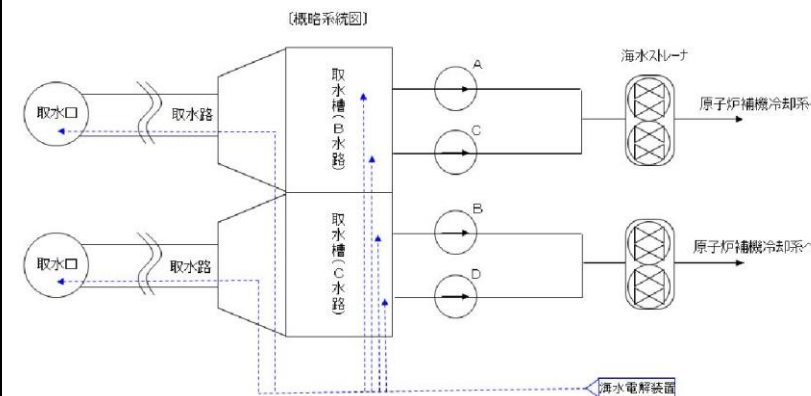 〔概略系統図〕
海水ストレーナ
A
取水槽(B水路)
取水口
取水路
原子炉補機冷却系へ
C
B
取水槽(C水路)
取水口
取水路
原子炉補機冷却系へ
D
海水電解装置